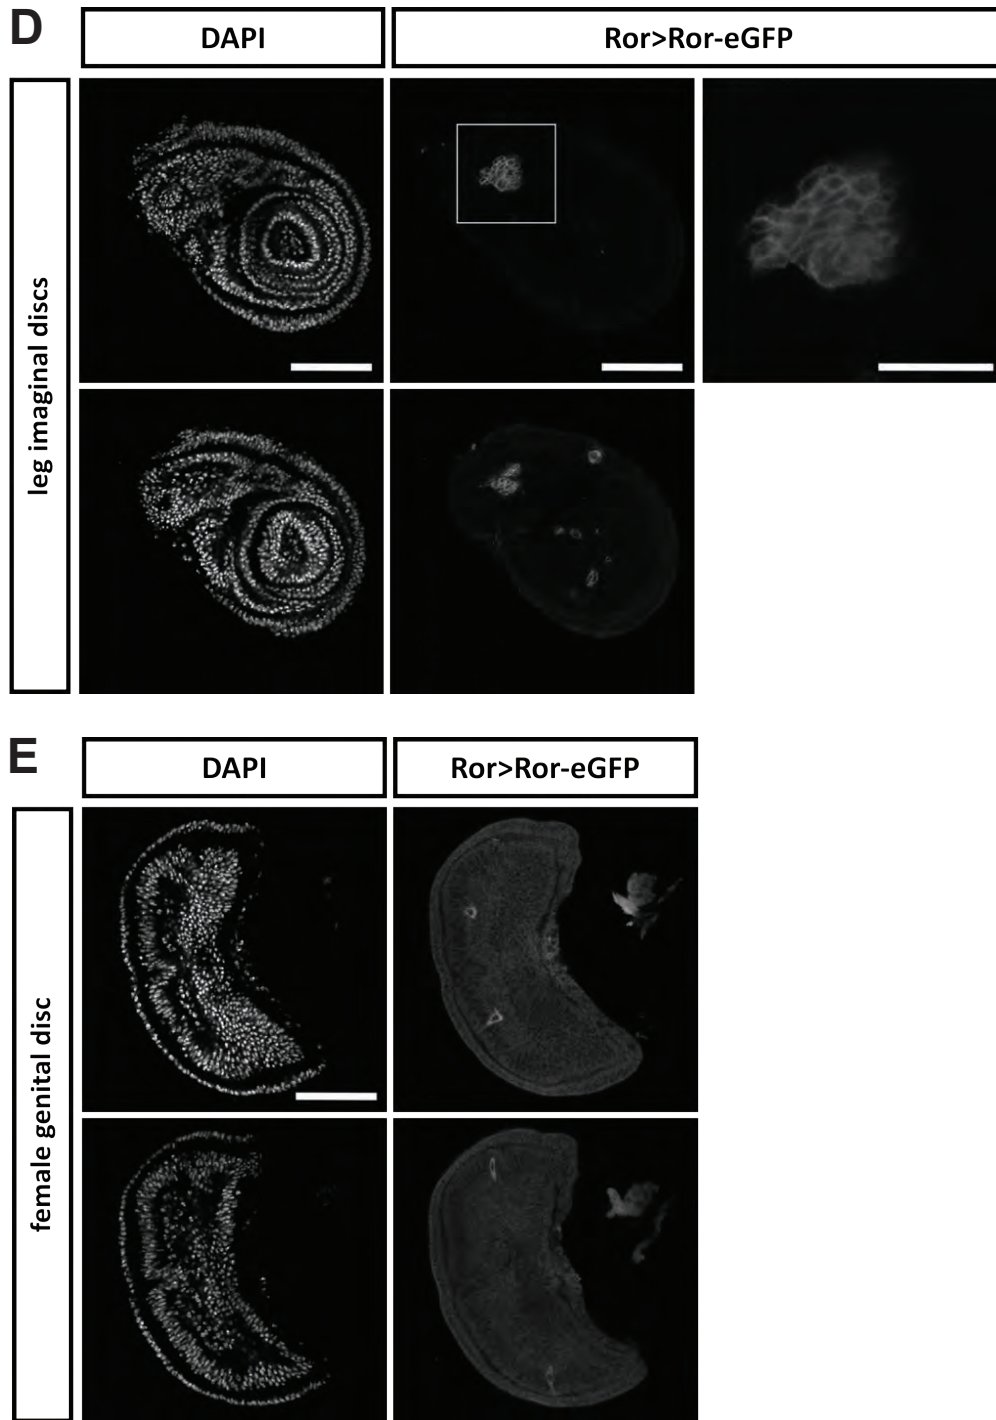 D
DAPI
Ror>Ror-eGFP
leg imaginal discs
E
DAPI
Ror>Ror-eGFP
female genital disc